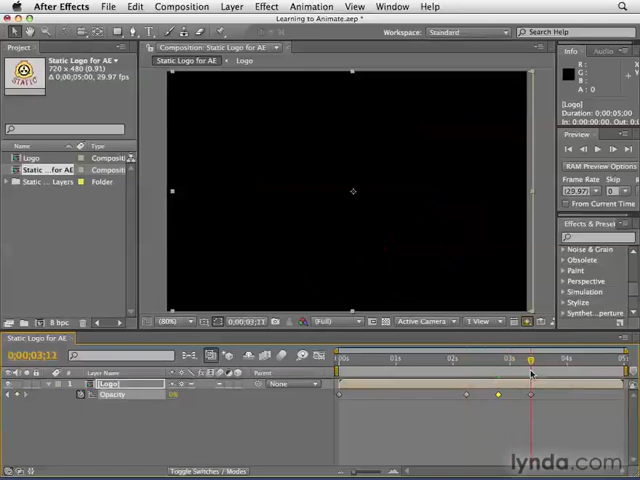 After Effects File Edit Composition Layer Effect Animation View Window Help
Learning to Animate.aep *
Workspace: Standard Search Help
Project
Static Logo for AE
720 x 480 (0.91)
Δ 0;00;05;00, 29.97 fps
Name Type
Logo Compositi
Static ...for AE Compositi
Static ... Layers Folder
8 bpc
Composition: Static Logo for AE
Static Logo for AE Logo
(80%) 0;00;03;11 (Full) Active Camera 1 View
Info Audio
R :
G :
B :
A : 0
[Logo]
Duration: 0:00:05;00
In: 0:00:00;00, O
Preview
RAM Preview Options
Frame Rate Skip
(29.97) 0
From Current Time
Effects & Preset
Noise & Grain
Obsolete
Paint
Perspective
Simulation
Stylize
Synthet...perture
Static Logo for AE
0;00;03;11
# Layer Name Parent
1 [Logo] None
Opacity 0%
:00s 01s 02s 03s 04s 05s
Toggle Switches / Modes
lynda.com